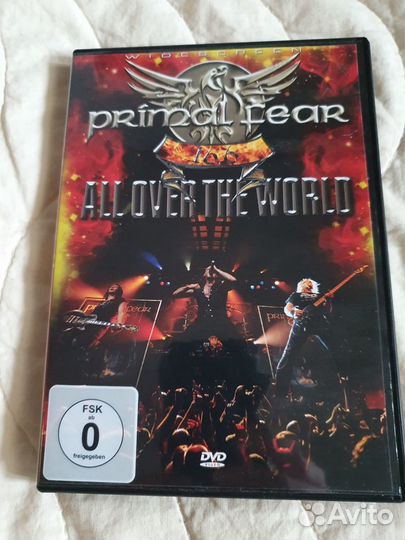 WIDESCREEN
PRIMAL FEAR
16.6
ALL OVER THE WORLD
FSK
ab
0
freigegeben
DVD
VIDEO
Avito